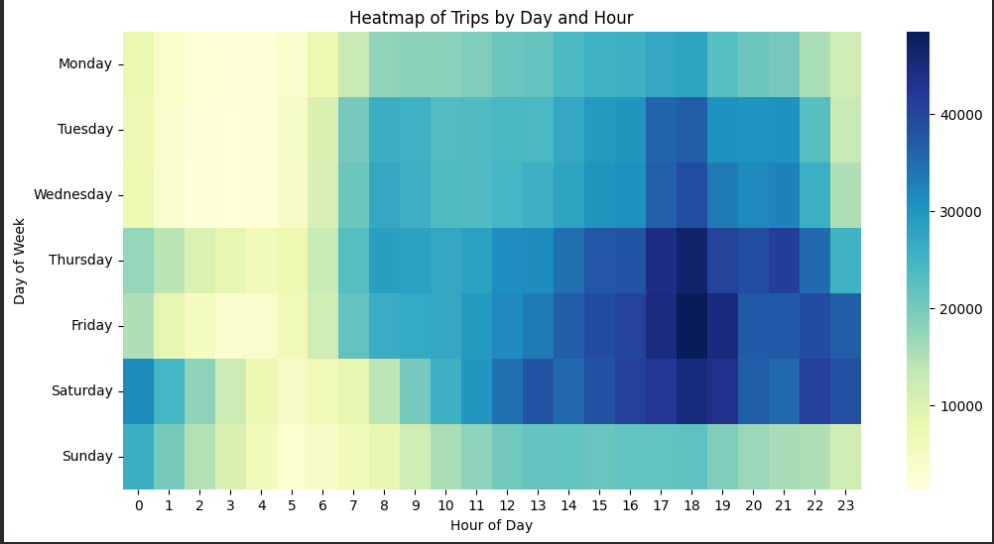 Heatmap of Trips by Day and Hour
Monday
Tuesday
Wednesday
Thursday
Friday
Saturday
Sunday
Day of Week
0 1 2 3 4 5 6 7 8 9 10 11 12 13 14 15 16 17 18 19 20 21 22 23
Hour of Day
40000
30000
20000
10000